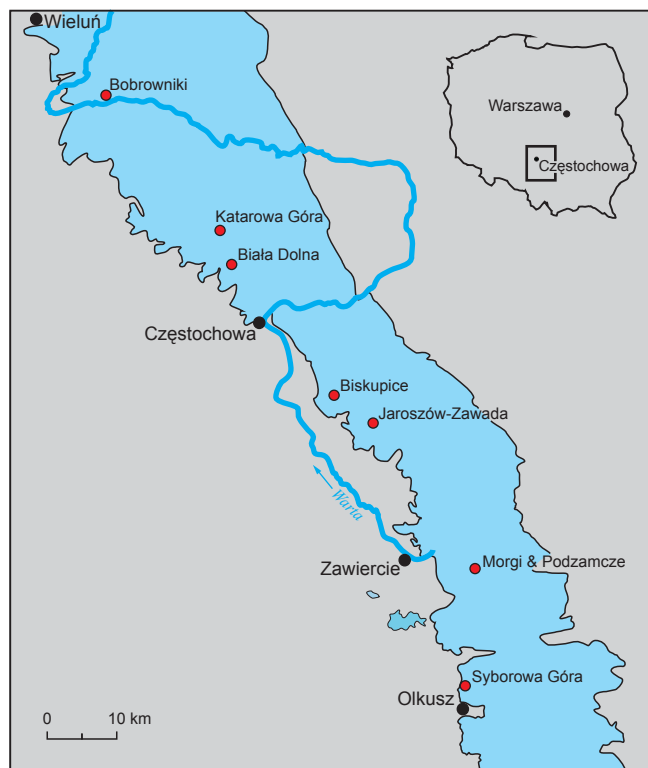 Wieluń
Bobrowniki
Warszawa
Częstochowa
Katarowa Góra
Biała Dolna
Częstochowa
Biskupice
Jaroszów-Zawada
Warta
Zawiercie
Morgi & Podzamcze
Syborowa Góra
Olkusz
0 10 km